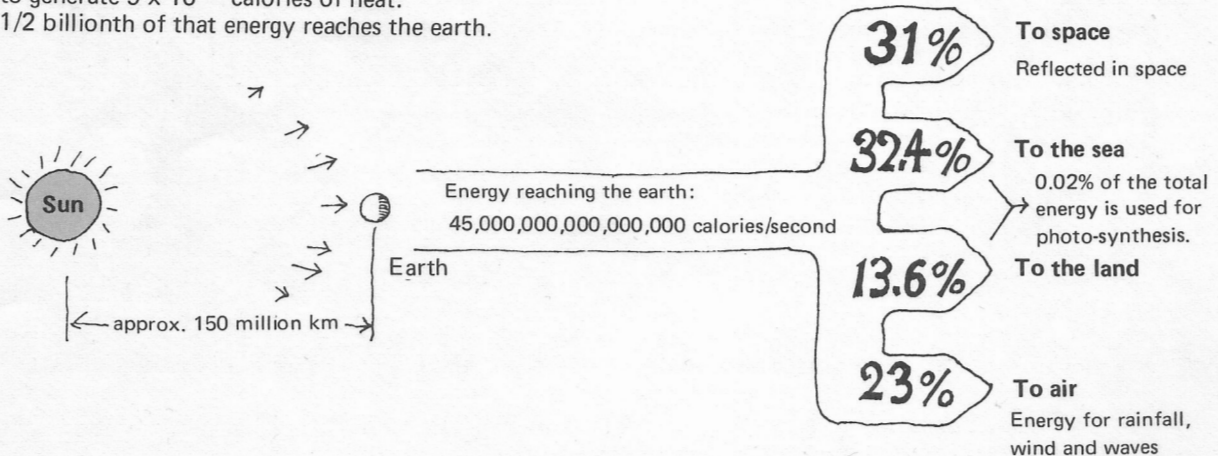 1/2 billionth of that energy reaches the earth.
Sun
Earth
approx. 150 million km
Energy reaching the earth:
45,000,000,000,000,000 calories/second
31%
To space
Reflected in space
32.4%
To the sea
0.02% of the total
energy is used for
photo-synthesis.
13.6%
To the land
23%
To air
Energy for rainfall,
wind and waves